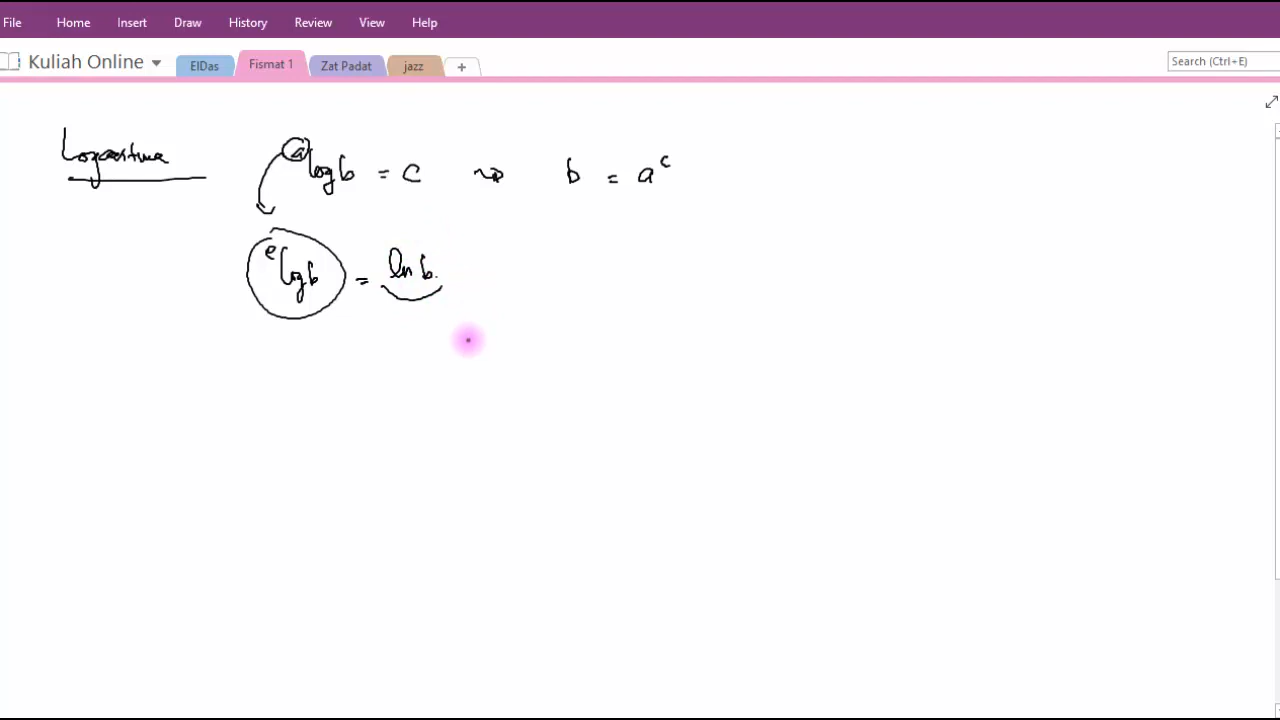 File Home Insert Draw History Review View Help
Kuliah Online ElDas Fismat 1 Zat Padat jazz + Search (Ctrl+E)
Logaritma ᵃlog b = c ⇝ b = aᶜ
ᵉlog b = ln b.